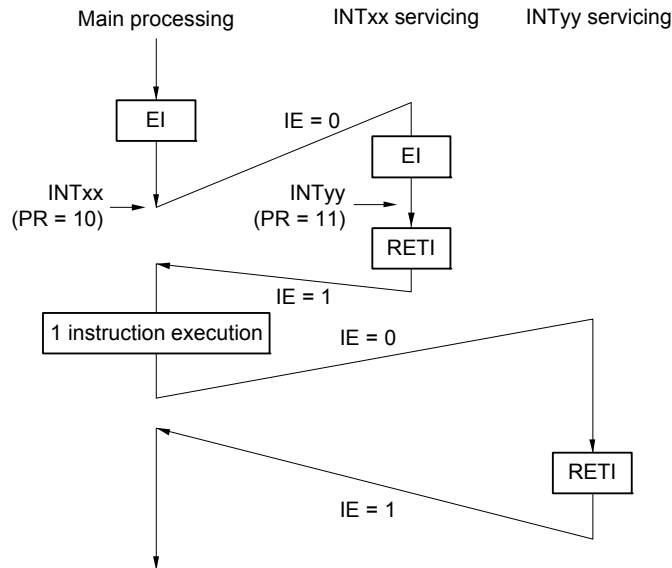 Main processing
INTxx servicing
INTyy servicing
EI
IE = 0
EI
INTxx
(PR = 10)
INTyy
(PR = 11)
RETI
IE = 1
1 instruction execution
IE = 0
RETI
IE = 1